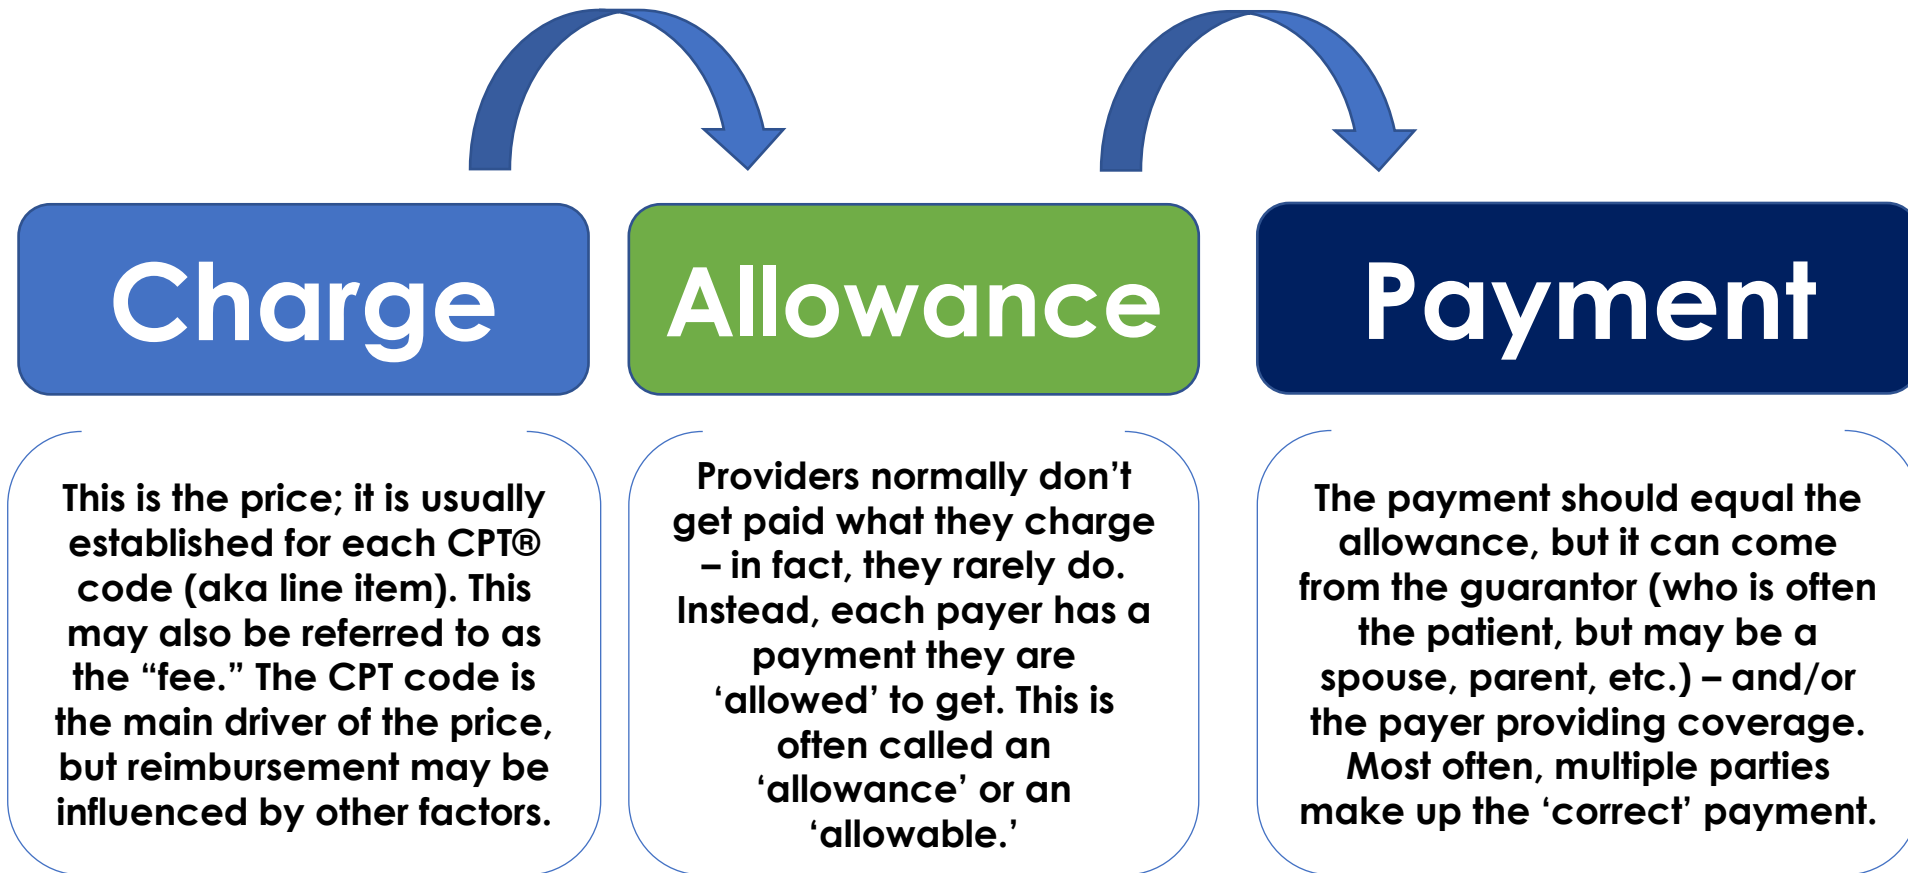 Charge
Allowance
Payment
This is the price; it is usually
established for each CPT®
code (aka line item). This
may also be referred to as
the “fee.” The CPT code is
the main driver of the price,
but reimbursement may be
influenced by other factors.
Providers normally don’t
get paid what they charge
– in fact, they rarely do.
Instead, each payer has a
payment they are
‘allowed’ to get. This is
often called an
‘allowance’ or an
‘allowable.’
The payment should equal the
allowance, but it can come
from the guarantor (who is often
the patient, but may be a
spouse, parent, etc.) – and/or
the payer providing coverage.
Most often, multiple parties
make up the ‘correct’ payment.